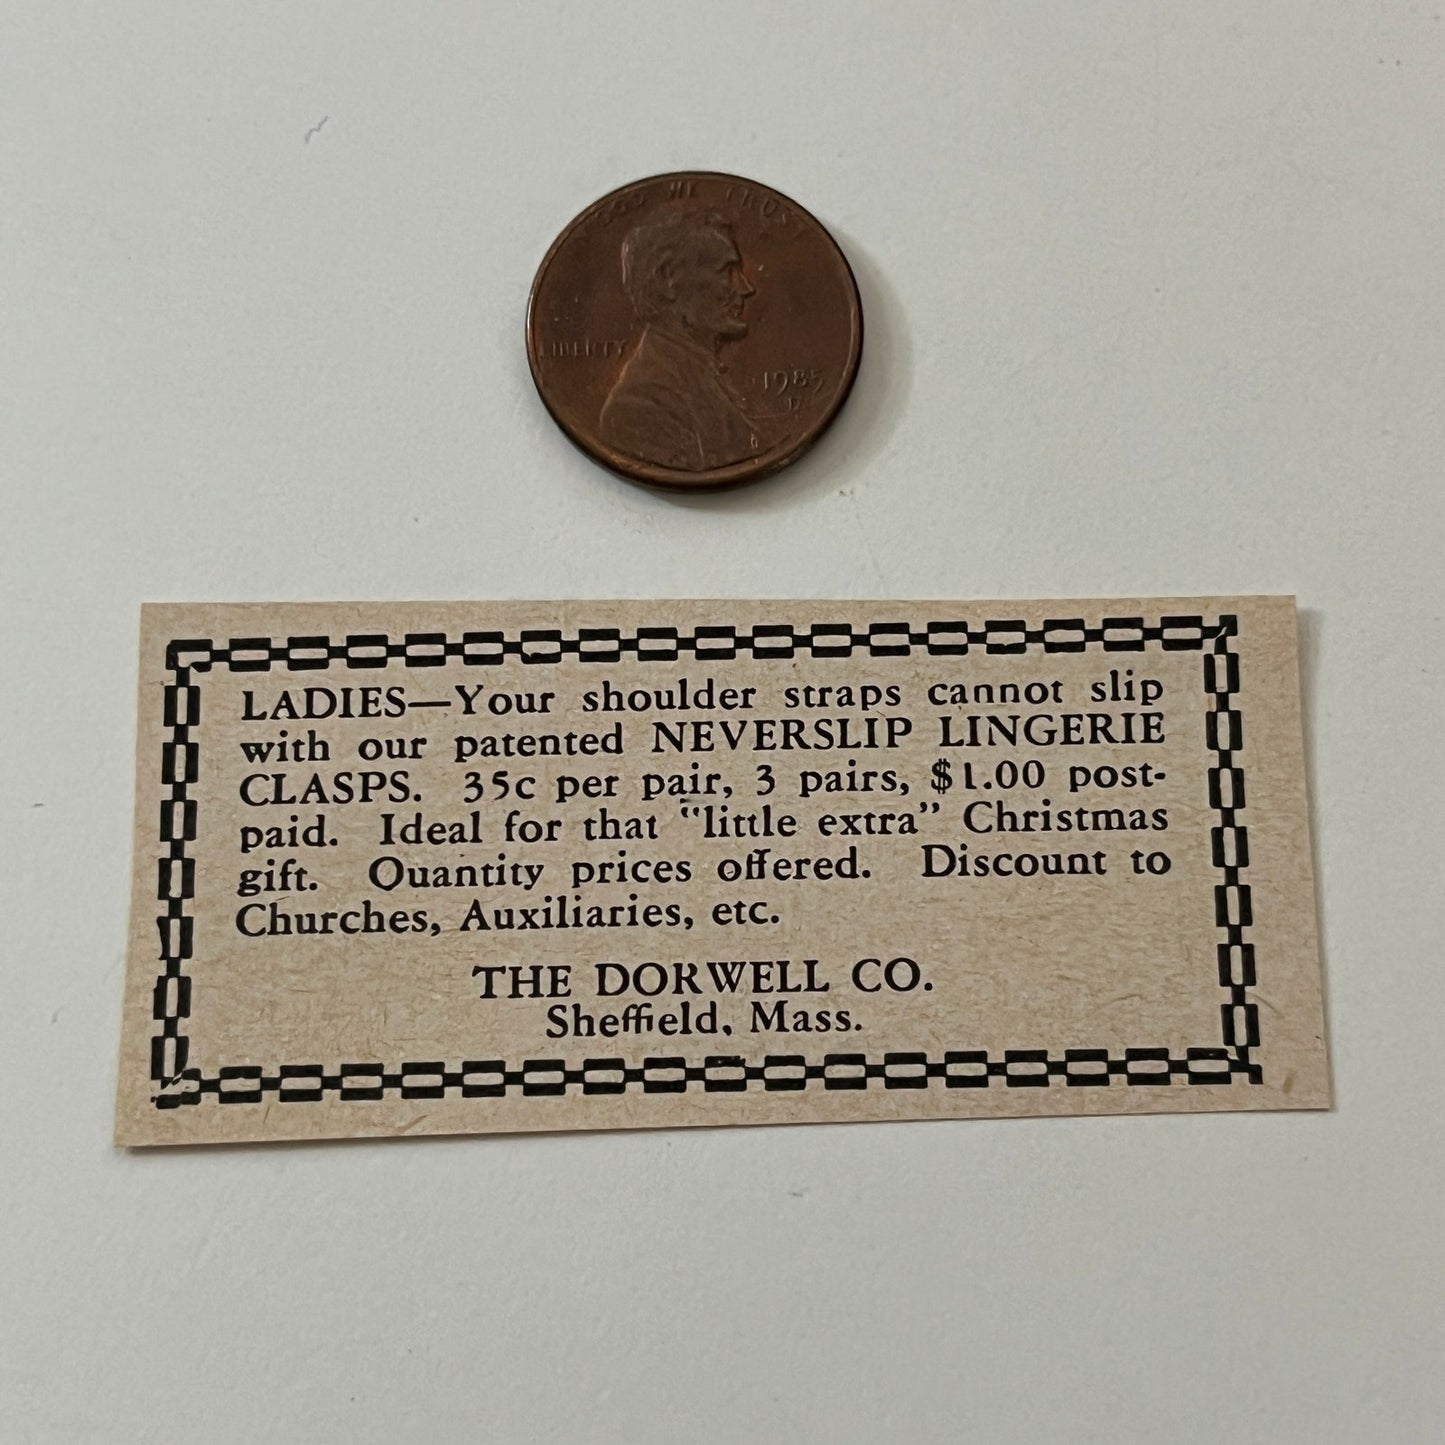 IN GOD WE TRUST
LIBERTY
1985
D
LADIES—Your shoulder straps cannot slip
with our patented NEVERSLIP LINGERIE
CLASPS. 35c per pair, 3 pairs, $1.00 post-
paid. Ideal for that "little extra" Christmas
gift. Quantity prices offered. Discount to
Churches, Auxiliaries, etc.
THE DORWELL CO.
Sheffield, Mass.